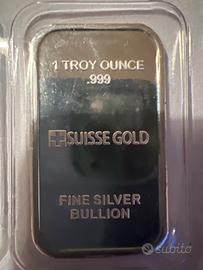 1 TROY OUNCE
.999
SUISSE GOLD
FINE SILVER
BULLION
subito